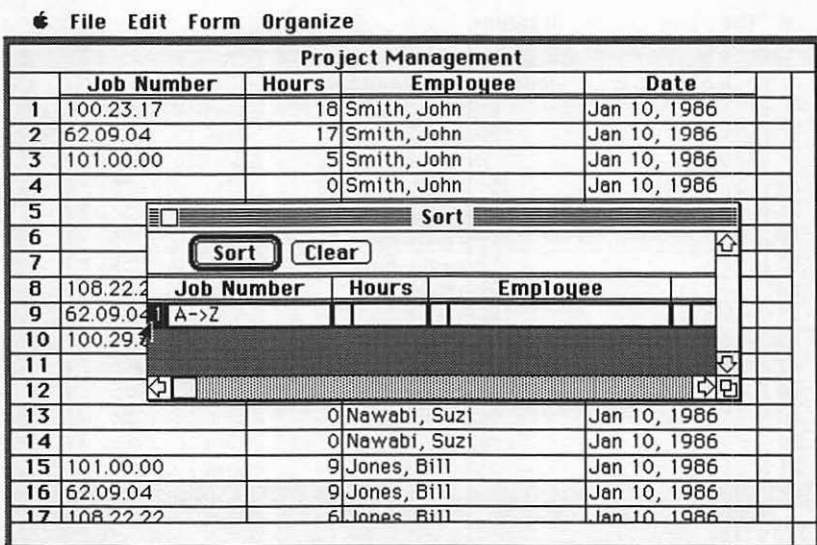 File Edit Form Organize
Project Management
Job Number Hours Employee Date
1 100.23.17 18 Smith, John Jan 10, 1986
2 62.09.04 17 Smith, John Jan 10, 1986
3 101.00.00 5 Smith, John Jan 10, 1986
4 0 Smith, John Jan 10, 1986
5
Sort
6
Sort Clear
7
8 108.22.2
Job Number Hours Employee
9 62.09.04
1 A->Z
10 100.29.
11
12
13 0 Nawabi, Suzi Jan 10, 1986
14 0 Nawabi, Suzi Jan 10, 1986
15 101.00.00 9 Jones, Bill Jan 10, 1986
16 62.09.04 9 Jones, Bill Jan 10, 1986
17 108.22.22 6 Jones, Bill Jan 10, 1986